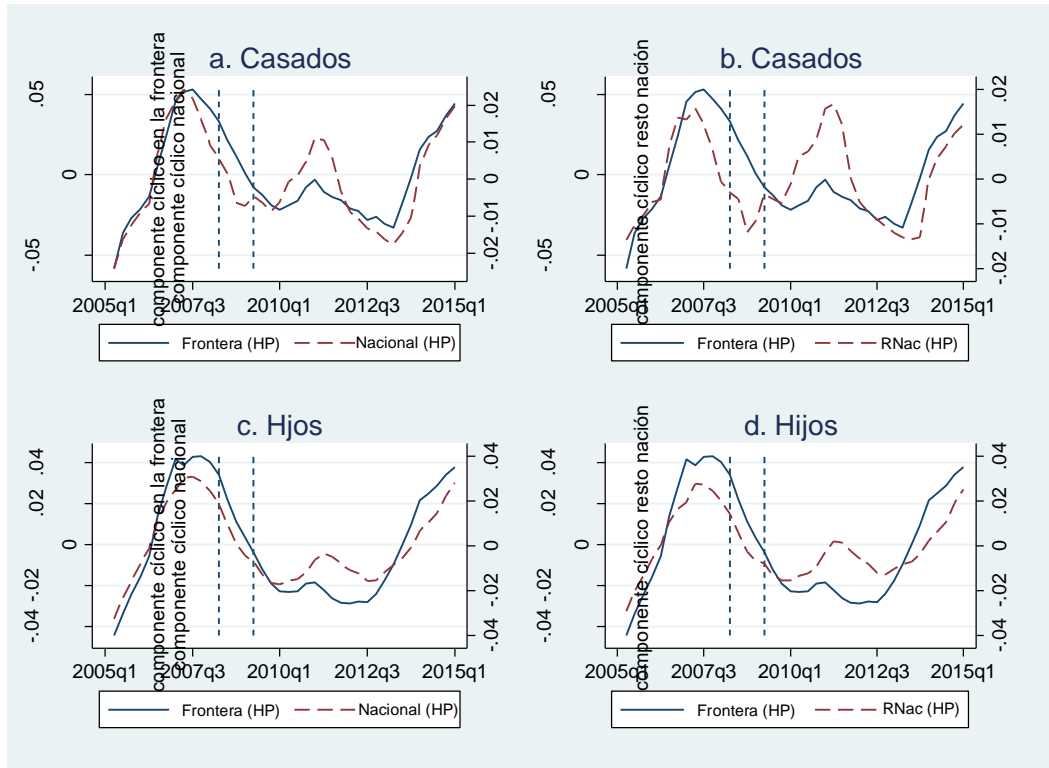 a. Casados
componente cíclico en la frontera
componente cíclico nacional
.05
0
-.05
.02
.01
0
-.01
-.02
2005q1 2007q3 2010q1 2012q3 2015q1
Frontera (HP) Nacional (HP)
b. Casados
componente cíclico resto nación
.05
0
-.05
.02
.01
0
-.01
-.02
2005q1 2007q3 2010q1 2012q3 2015q1
Frontera (HP) RNac (HP)
c. Hjos
componente cíclico en la frontera
componente cíclico nacional
.04
.02
0
-.02
-.04
.04
.02
0
-.02
-.04
2005q1 2007q3 2010q1 2012q3 2015q1
Frontera (HP) Nacional (HP)
d. Hijos
componente cíclico resto nación
.04
.02
0
-.02
-.04
.04
.02
0
-.02
-.04
2005q1 2007q3 2010q1 2012q3 2015q1
Frontera (HP) RNac (HP)